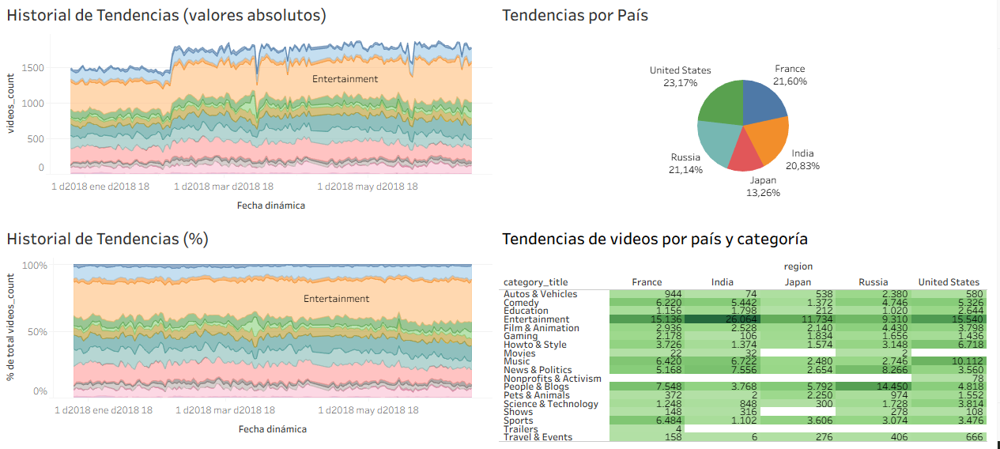 Historial de Tendencias (valores absolutos)
1500
1000
500
0
videos_count
Entertainment
1 d2018 ene d2018 18
1 d2018 mar d2018 18
1 d2018 may d2018 18
Fecha dinámica
Tendencias por País
United States
23,17%
France
21,60%
India
20,83%
Japan
13,26%
Russia
21,14%
Historial de Tendencias (%)
100%
50%
0%
% de total videos_count
Entertainment
1 d2018 ene d2018 18
1 d2018 mar d2018 18
1 d2018 may d2018 18
Fecha dinámica
Tendencias de videos por país y categoría
region
category_title France India Japan Russia United States
Autos & Vehicles 944 74 538 2.380 580
Comedy 6.220 5.442 1.372 4.746 5.326
Education 1.156 1.798 212 1.020 2.644
Entertainment 15.136 26.064 11.734 9.310 15.540
Film & Animation 2.936 2.528 2.140 4.430 3.798
Gaming 2.178 106 1.834 1.656 1.436
Howto & Style 3.726 1.374 1.574 3.148 6.718
Movies 22 32 2
Music 6.420 6.722 2.480 2.746 10.112
News & Politics 5.168 7.556 2.654 8.266 3.560
Nonprofits & Activism 78
People & Blogs 7.548 3.768 5.792 14.450 4.818
Pets & Animals 372 2 2.250 974 1.552
Science & Technology 1.248 848 300 1.728 3.814
Shows 148 316 278 108
Sports 6.484 1.102 3.606 3.074 3.476
Trailers 4
Travel & Events 158 6 276 406 666